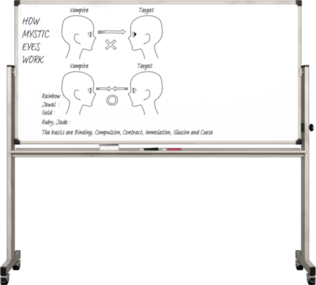 HOW
MYSTIC
EYES
WORK
Vampire Target
Vampire Target
Rainbow
Jewel :
Gold :
Ruby, Jade :
The basics are Binding, Compulsion, Contract, Immolation, Illusion and Curse